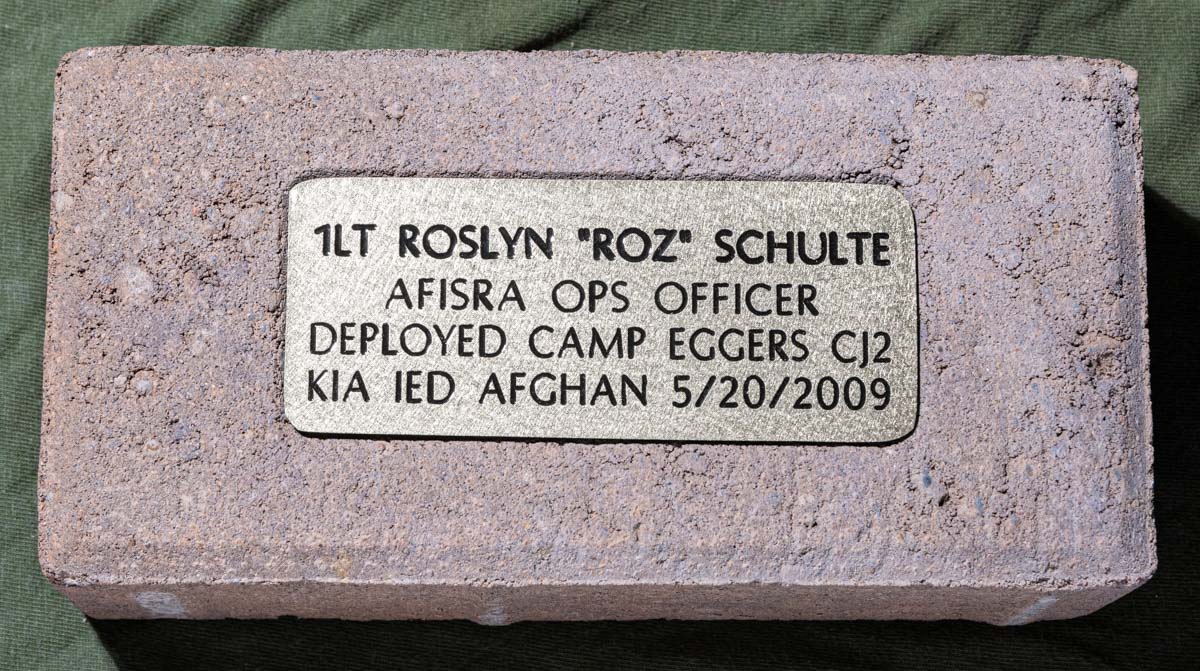 1LT ROSLYN "ROZ" SCHULTE
AFISRA OPS OFFICER
DEPLOYED CAMP EGGERS CJ2
KIA IED AFGHAN 5/20/2009